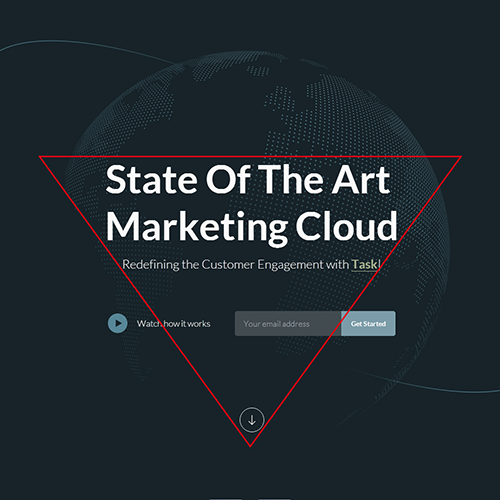 State Of The Art
Marketing Cloud
Redefining the Customer Engagement with Task|
Watch how it works
Your email address
Get Started